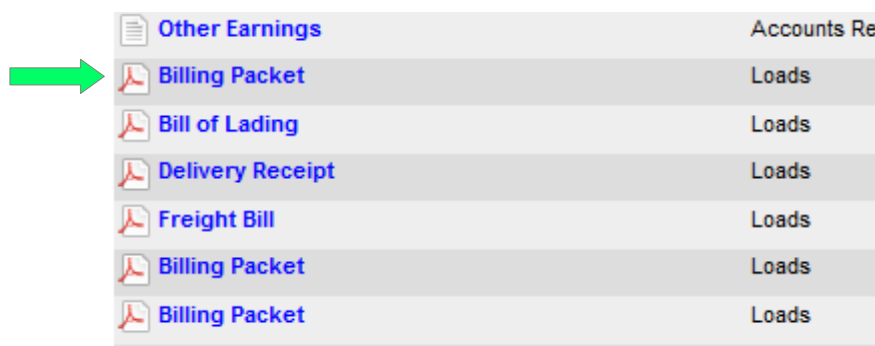 Other Earnings Accounts Re
Billing Packet Loads
Bill of Lading Loads
Delivery Receipt Loads
Freight Bill Loads
Billing Packet Loads
Billing Packet Loads